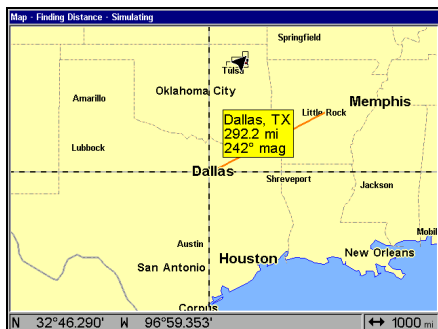 Map - Finding Distance - Simulating
Springfield
Tulsa
Oklahoma City
Amarillo
Memphis
Little Rock
Dallas, TX
292.2 mi
242° mag
Lubbock
Dallas
Shreveport
Jackson
Mobil
Austin
Houston
New Orleans
San Antonio
Corpus
N 32°46.290' W 96°59.353' ↔ 1000 mi